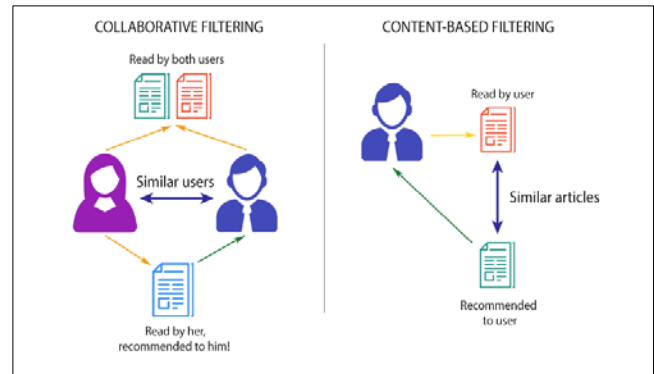 COLLABORATIVE FILTERING
Read by both users
Similar users
Read by her,
recommended to him!
CONTENT-BASED FILTERING
Read by user
Similar articles
Recommended
to user